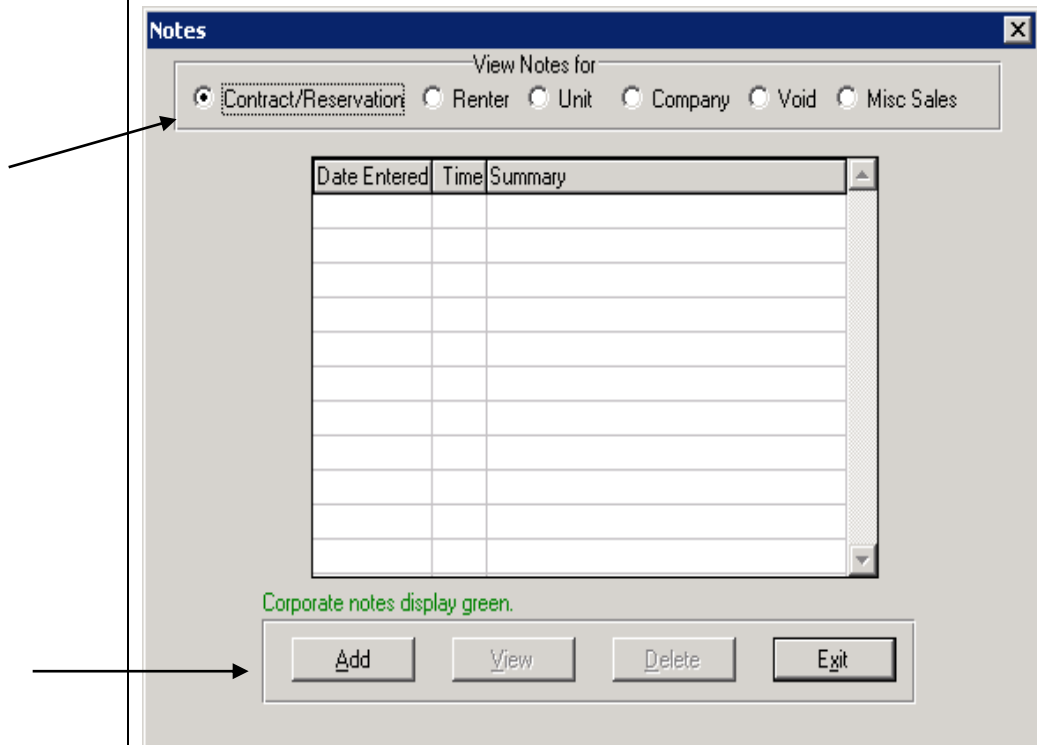 Notes
View Notes for
Contract/Reservation Renter Unit Company Void Misc Sales
Date Entered Time Summary
Corporate notes display green.
Add View Delete Exit